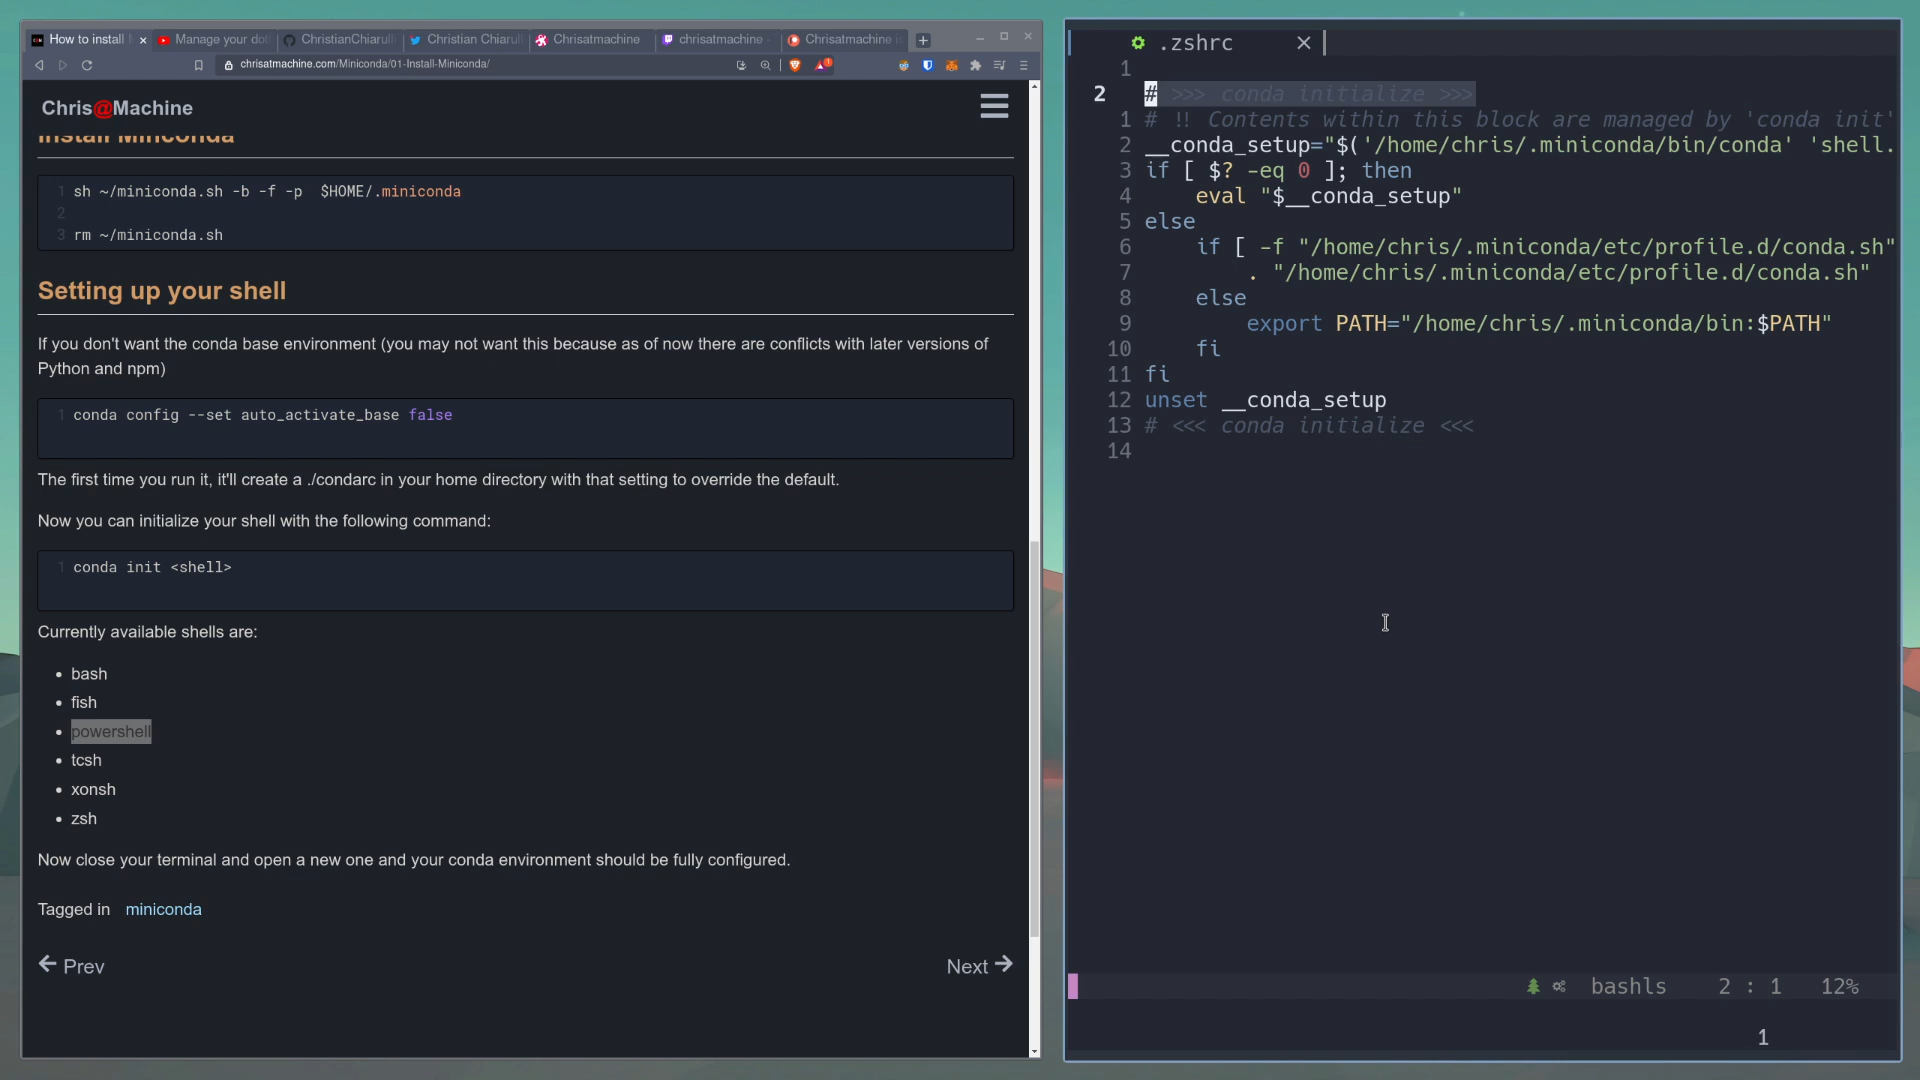 How to install
Manage your dot
ChristianChiarull
Christian Chiarull
Chrisatmachine
chrisatmachine -
Chrisatmachine i
chrisatmachine.com/Miniconda/01-Install-Miniconda/
1
Chris@Machine
Install Miniconda
1 sh ~/miniconda.sh -b -f -p $HOME/.miniconda
2
3 rm ~/miniconda.sh
Setting up your shell
If you don't want the conda base environment (you may not want this because as of now there are conflicts with later versions of
Python and npm)
1 conda config --set auto_activate_base false
The first time you run it, it'll create a ./condarc in your home directory with that setting to override the default.
Now you can initialize your shell with the following command:
1 conda init <shell>
Currently available shells are:
• bash
• fish
• powershell
• tcsh
• xonsh
• zsh
Now close your terminal and open a new one and your conda environment should be fully configured.
Tagged in miniconda
← Prev
Next →
.zshrc
1
2 # >>> conda initialize >>>
1 # !! Contents within this block are managed by 'conda init'
2 __conda_setup="$('/home/chris/.miniconda/bin/conda' 'shell.
3 if [ $? -eq 0 ]; then
4 eval "$__conda_setup"
5 else
6 if [ -f "/home/chris/.miniconda/etc/profile.d/conda.sh"
7 . "/home/chris/.miniconda/etc/profile.d/conda.sh"
8 else
9 export PATH="/home/chris/.miniconda/bin:$PATH"
10 fi
11 fi
12 unset __conda_setup
13 # <<< conda initialize <<<
14
bashls 2 : 1 12%
1